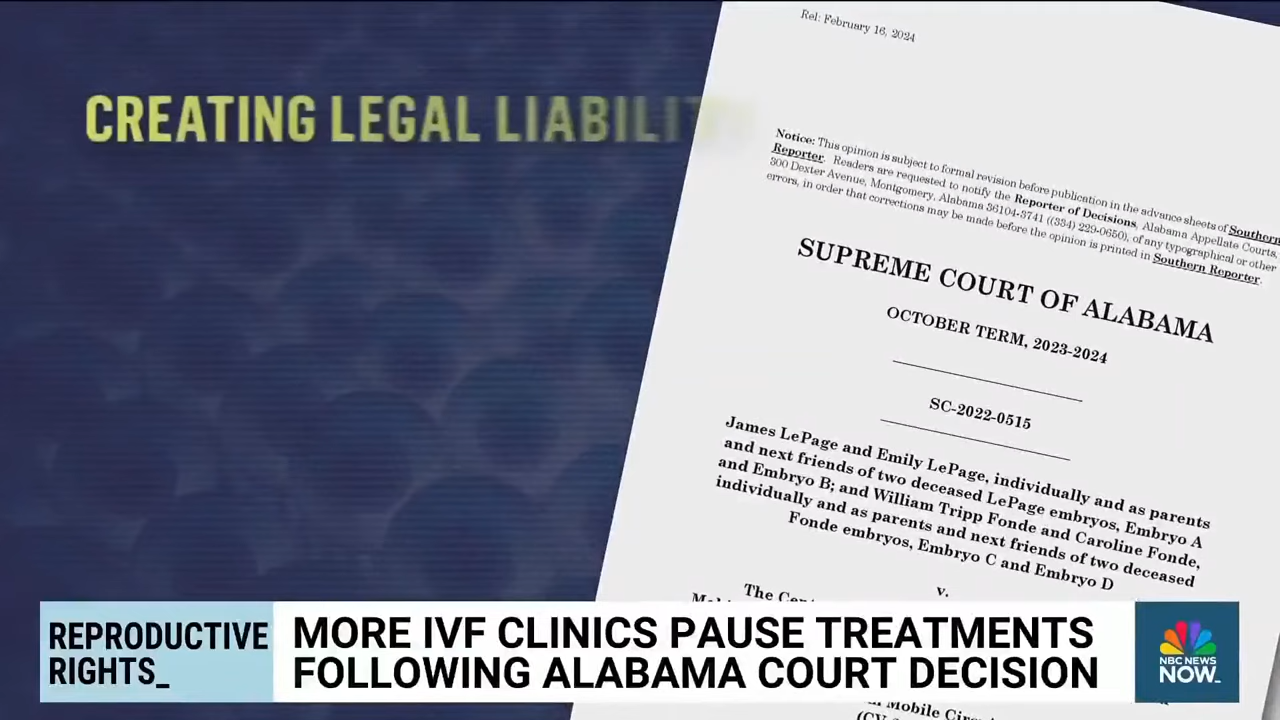 CREATING LEGAL LIABILI
Rel: February 16, 2024
Notice: This opinion is subject to formal revision before publication in the advance sheets of Southern
Reporter. Readers are requested to notify the Reporter of Decisions, Alabama Appellate Courts,
300 Dexter Avenue, Montgomery, Alabama 36104-3741 ((334) 229-0650), of any typographical or other
errors, in order that corrections may be made before the opinion is printed in Southern Reporter.
SUPREME COURT OF ALABAMA
OCTOBER TERM, 2023-2024
SC-2022-0515
James LePage and Emily LePage, individually and as parents
and next friends of two deceased LePage embryos, Embryo A
and Embryo B; and William Tripp Fonde and Caroline Fonde,
individually and as parents and next friends of two deceased
Fonde embryos, Embryo C and Embryo D
v.
The
REPRODUCTIVE
RIGHTS_
MORE IVF CLINICS PAUSE TREATMENTS
FOLLOWING ALABAMA COURT DECISION
NBC NEWS
NOW.
Mobile